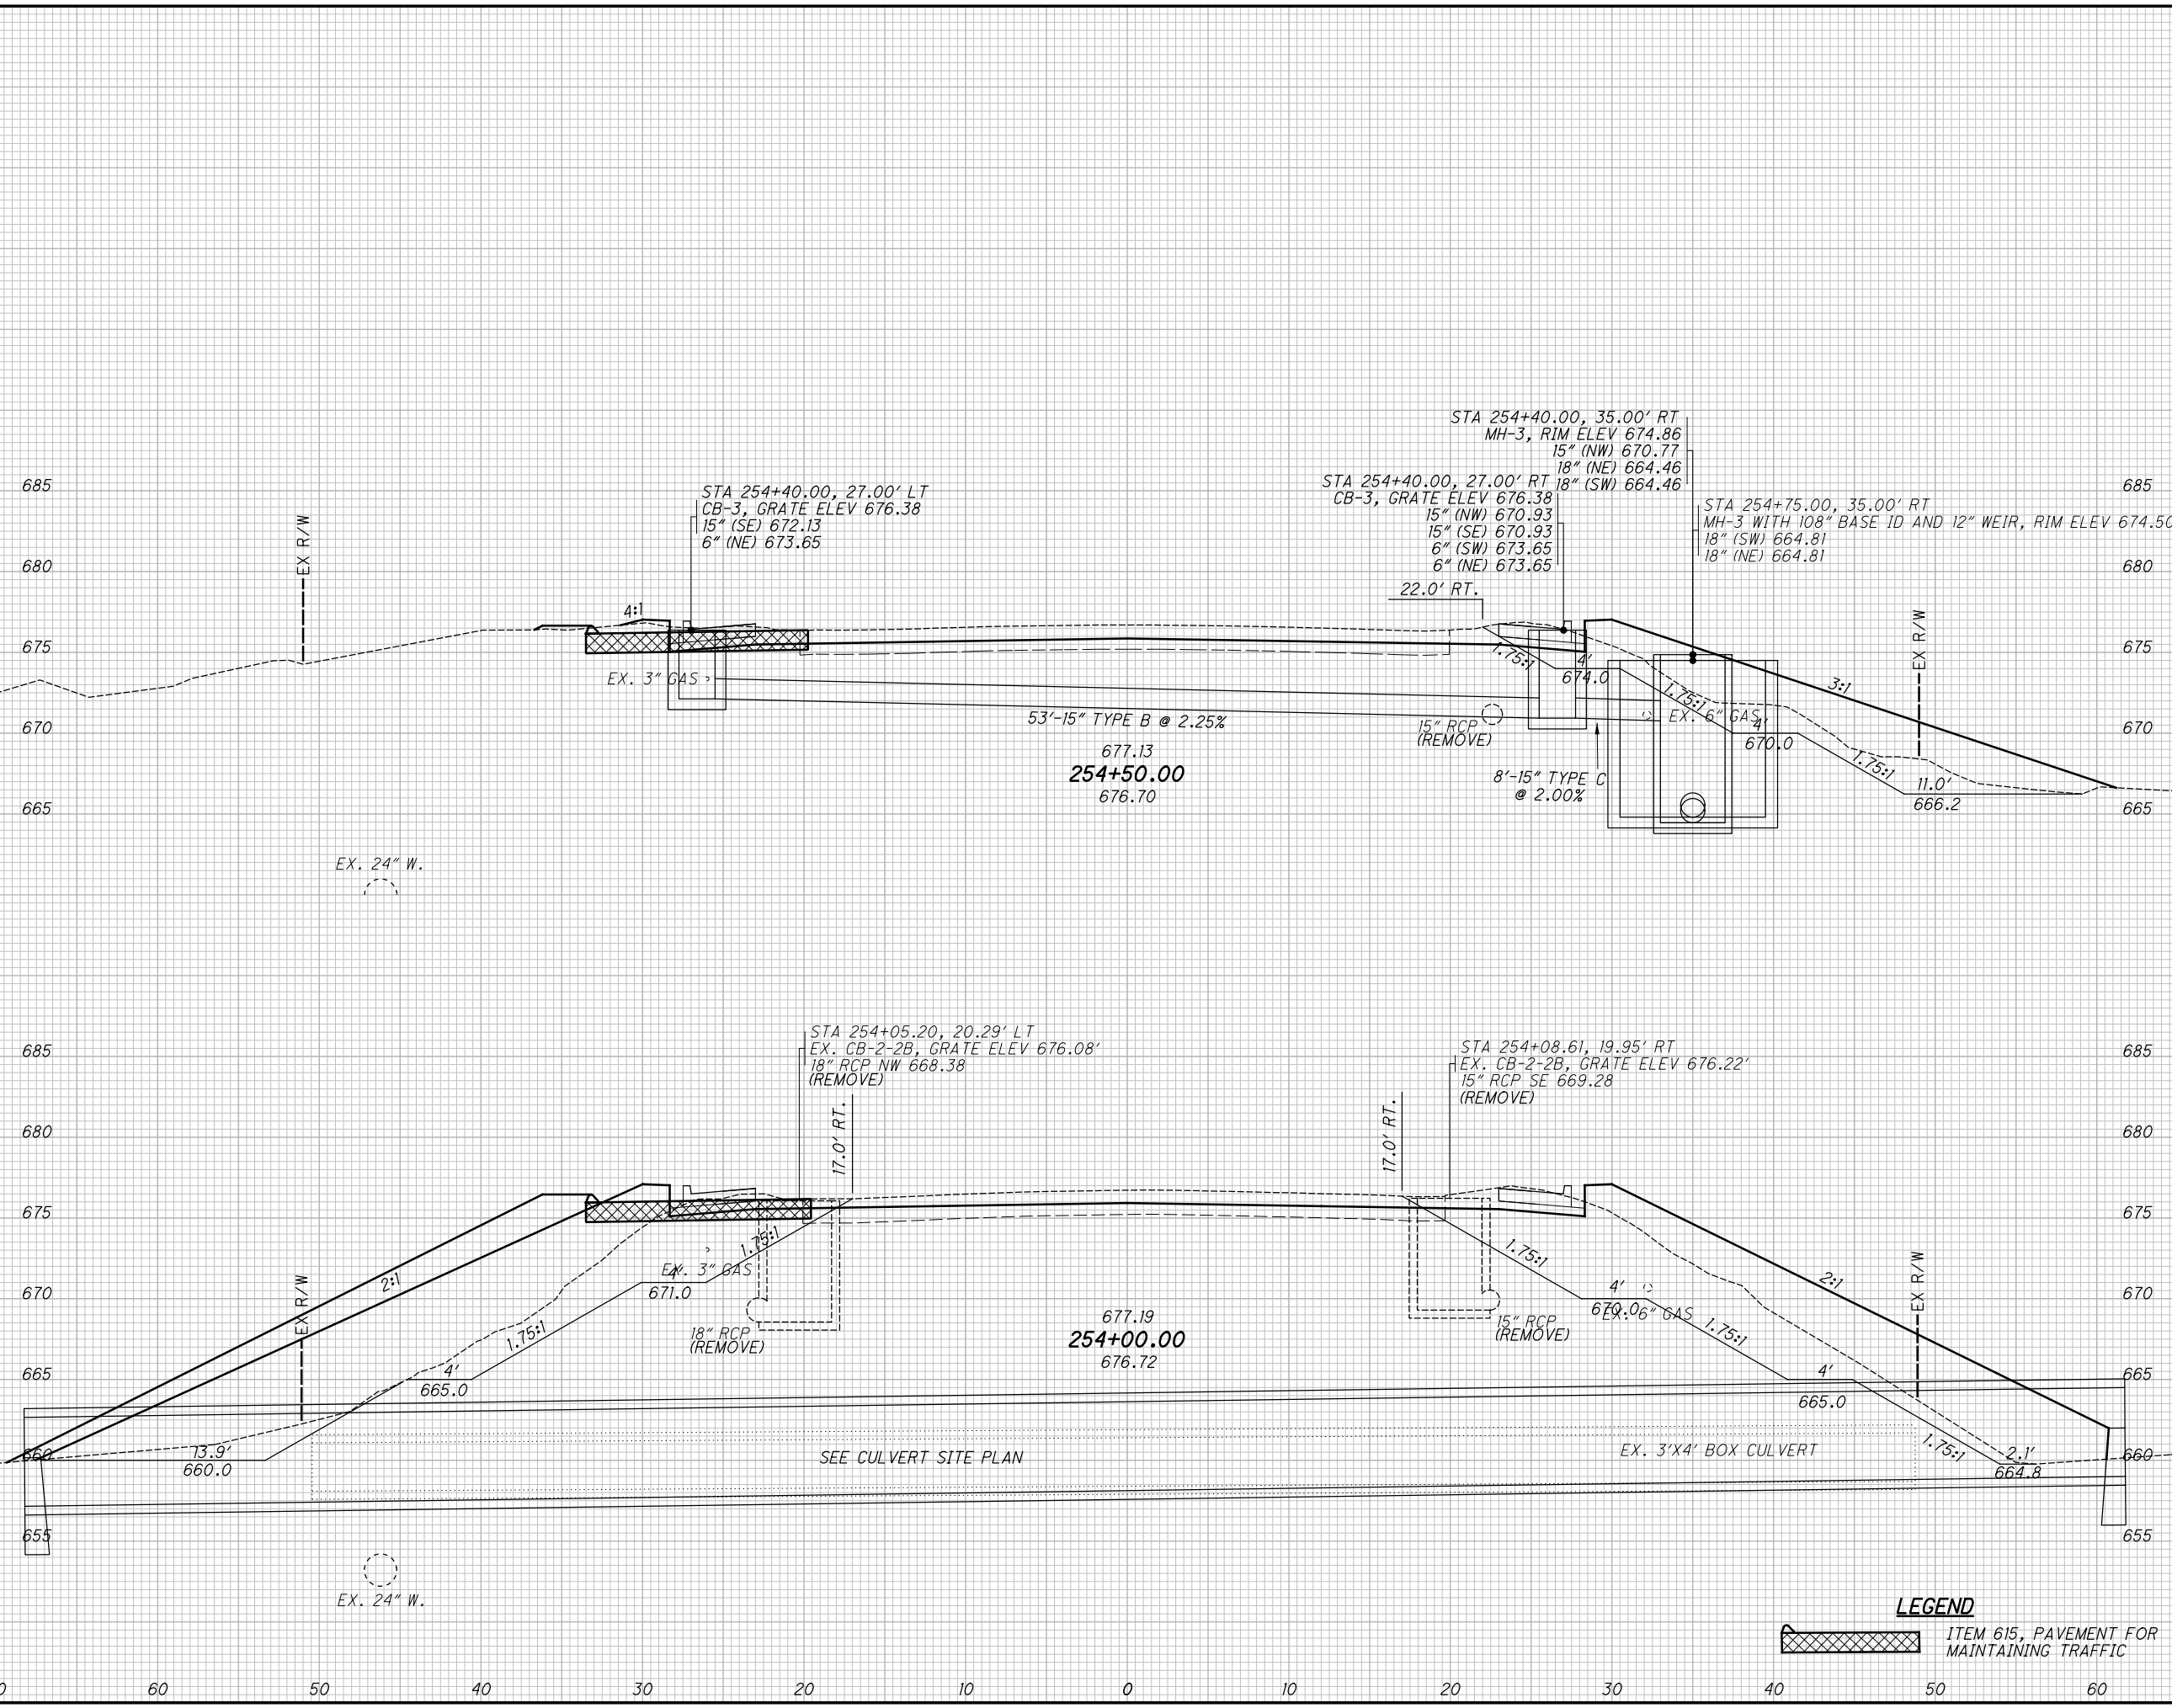 STA 254+40.00, 35.00' RT
MH-3, RIM ELEV 674.86
15" (NW) 670.77
18" (NE) 664.46
18" (SW) 664.46
STA 254+40.00, 27.00' RT
CB-3, GRATE ELEV 676.38
15" (NW) 670.93
15" (SE) 670.93
6" (SW) 673.65
6" (NE) 673.65
STA 254+40.00, 27.00' LT
CB-3, GRATE ELEV 676.38
15" (SE) 672.13
6" (NE) 673.65
STA 254+75.00, 35.00' RT
MH-3 WITH 108" BASE ID AND 12" WEIR, RIM ELEV 674.50
18" (SW) 664.81
18" (NE) 664.81
685
680
675
670
665
685
680
675
670
665
EX R/W
EX R/W
4:1
22.0' RT.
EX. 3" GAS
53'-15" TYPE B @ 2.25%
677.13
254+50.00
676.70
15" RCP
(REMOVE)
8'-15" TYPE C
@ 2.00%
1.75:1
4'
674.0
1.75:1
EX. 6" GAS
4'
670.0
1.75:1
11.0'
666.2
3:1
EX. 24" W.
STA 254+05.20, 20.29' LT
EX. CB-2-2B, GRATE ELEV 676.08'
18" RCP NW 668.38
(REMOVE)
STA 254+08.61, 19.95' RT
EX. CB-2-2B, GRATE ELEV 676.22'
15" RCP SE 669.28
(REMOVE)
17.0' RT.
17.0' RT.
685
680
675
670
665
660
655
685
680
675
670
665
660
655
2:1
EX R/W
1.75:1
EX. 3" GAS
4'
671.0
1.75:1
18" RCP
(REMOVE)
4'
665.0
13.9'
660.0
677.19
254+00.00
676.72
1.75:1
4'
670.0
EX. 6" GAS
15" RCP
(REMOVE)
1.75:1
2:1
EX R/W
4'
665.0
1.75:1
2.1'
664.8
SEE CULVERT SITE PLAN
EX. 3'X4' BOX CULVERT
EX. 24" W.
LEGEND
ITEM 615, PAVEMENT FOR
MAINTAINING TRAFFIC
0 60 50 40 30 20 10 0 10 20 30 40 50 60